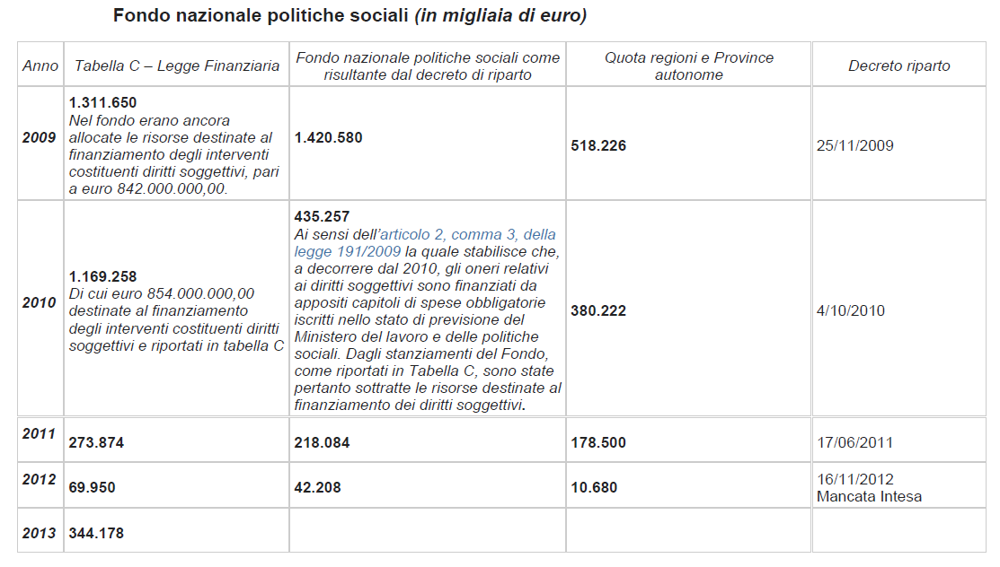 Fondo nazionale politiche sociali (in migliaia di euro)
Anno
Tabella C – Legge Finanziaria
Fondo nazionale politiche sociali come
risultante dal decreto di riparto
Quota regioni e Province
autonome
Decreto riparto
2009
1.311.650
Nel fondo erano ancora
allocate le risorse destinate al
finanziamento degli interventi
costituenti diritti soggettivi, pari
a euro 842.000.000,00.
1.420.580
518.226
25/11/2009
2010
1.169.258
Di cui euro 854.000.000,00
destinate al finanziamento
degli interventi costituenti diritti
soggettivi e riportati in tabella C
435.257
Ai sensi dell’articolo 2, comma 3, della
legge 191/2009 la quale stabilisce che,
a decorrere dal 2010, gli oneri relativi
ai diritti soggettivi sono finanziati da
appositi capitoli di spese obbligatorie
iscritti nello stato di previsione del
Ministero del lavoro e delle politiche
sociali. Dagli stanziamenti del Fondo,
come riportati in Tabella C, sono state
pertanto sottratte le risorse destinate al
finanziamento dei diritti soggettivi.
380.222
4/10/2010
2011
273.874
218.084
178.500
17/06/2011
2012
69.950
42.208
10.680
16/11/2012
Mancata Intesa
2013
344.178